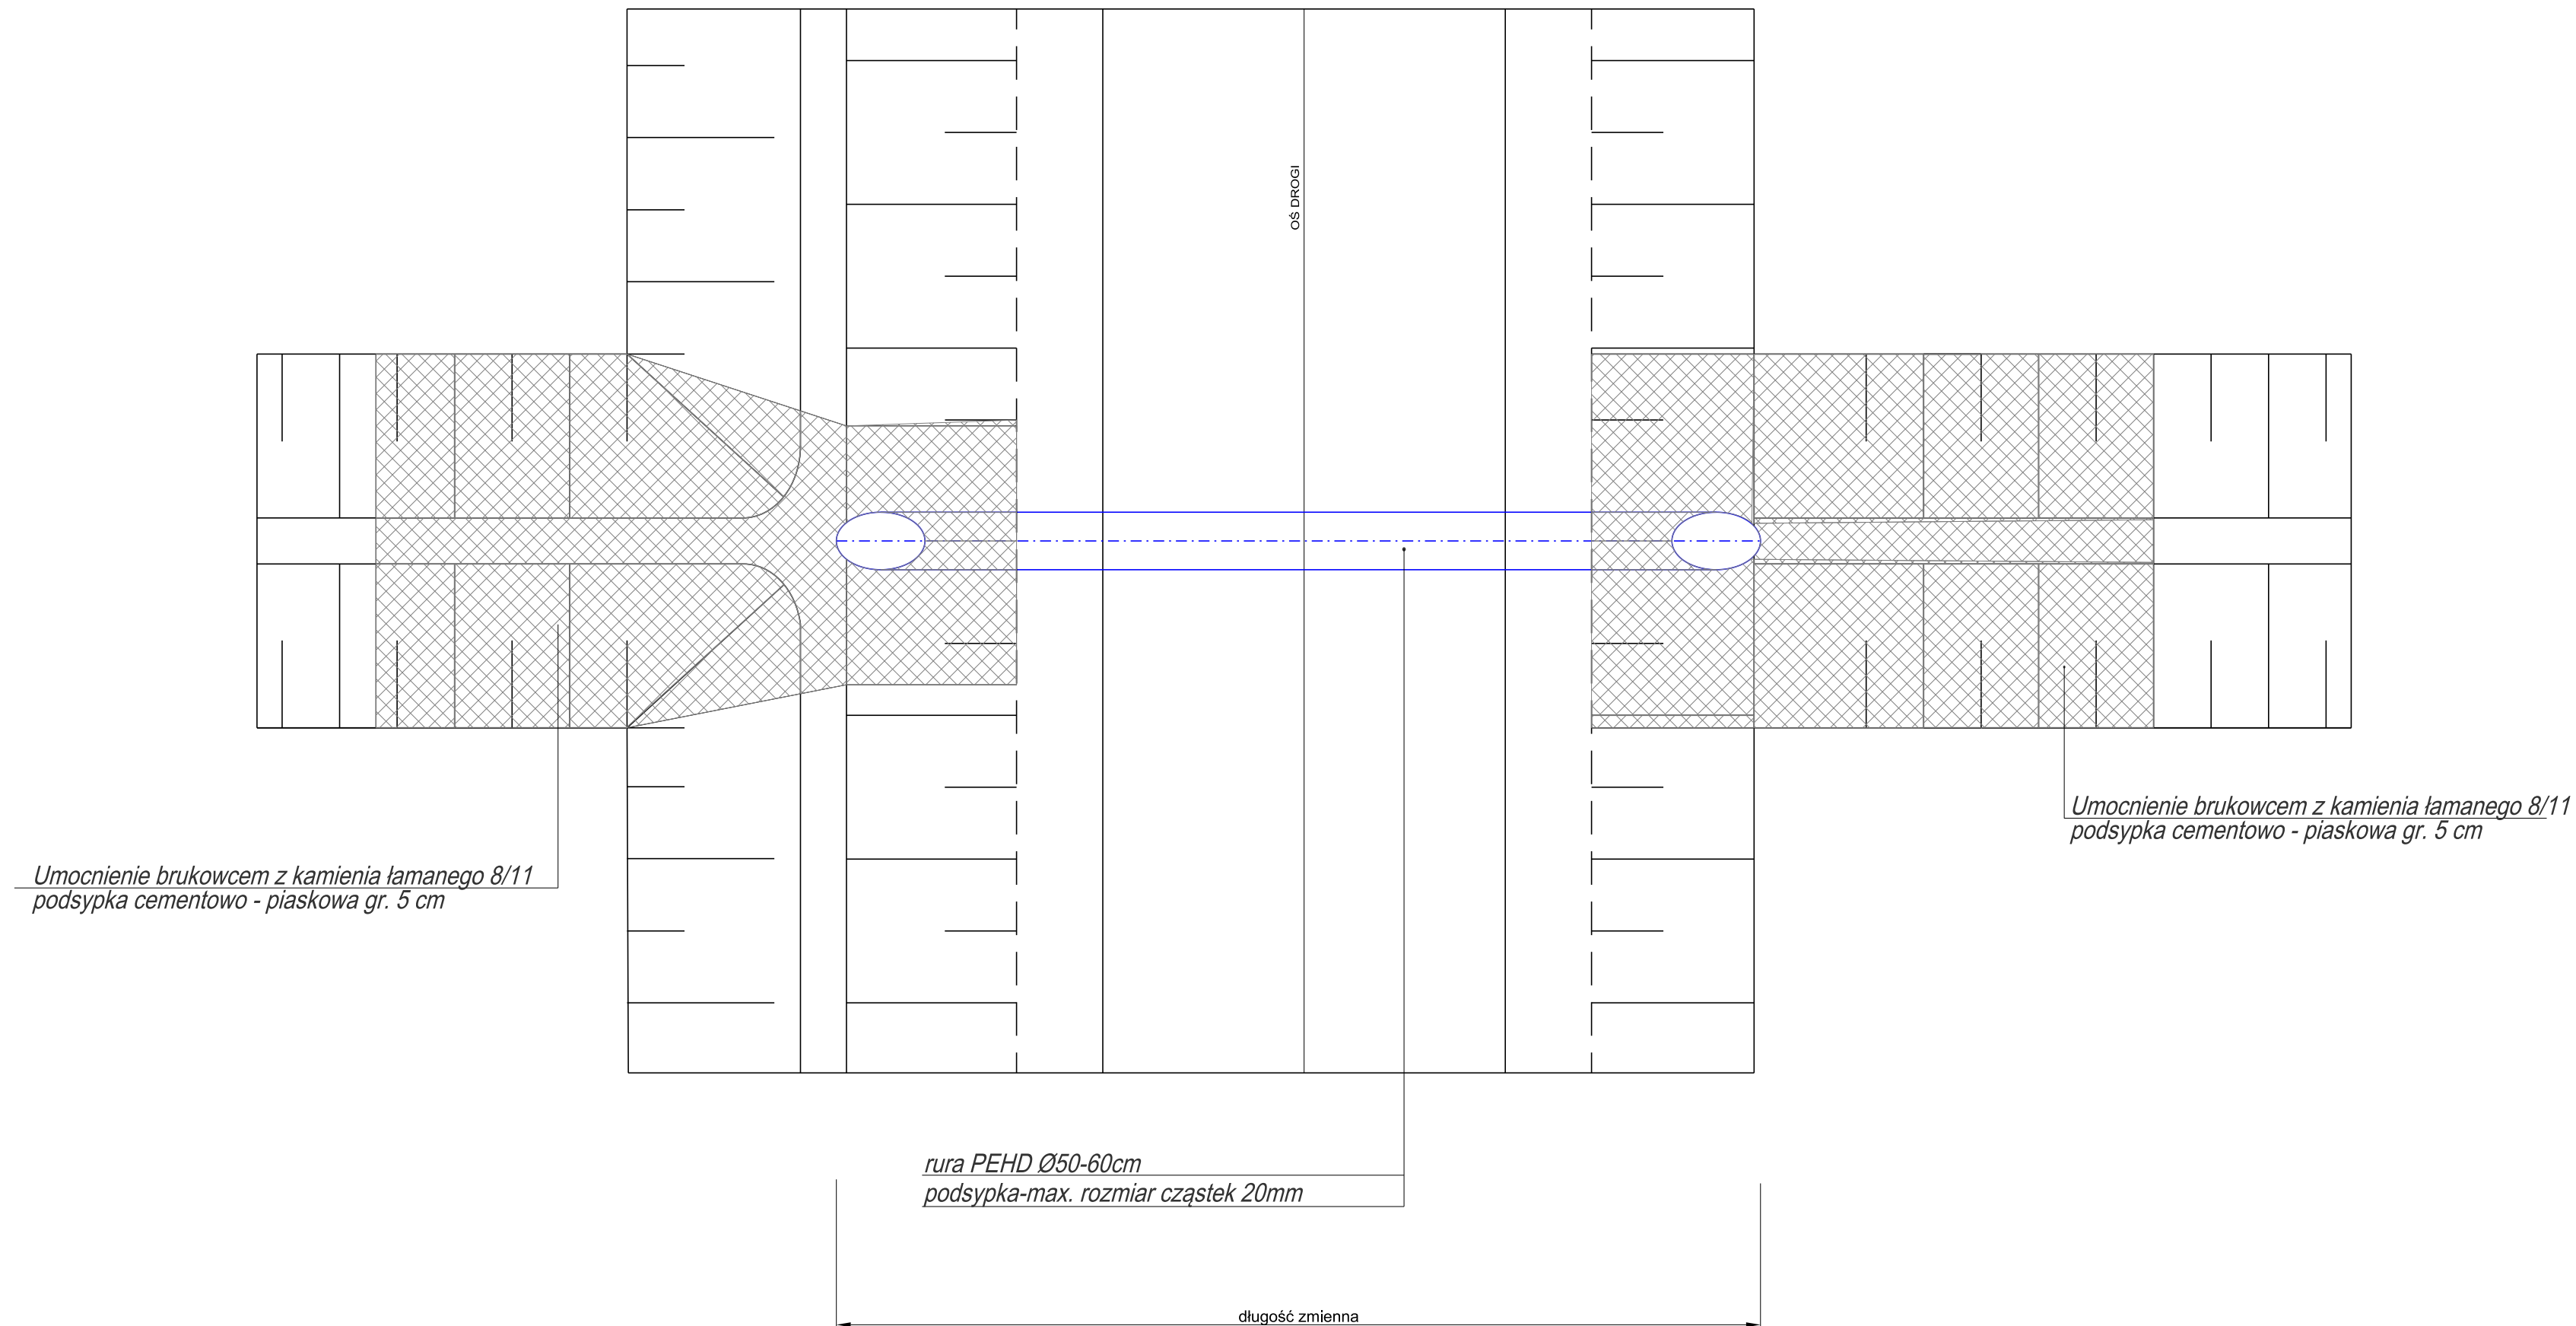 OŚ DROGI
Umocnienie brukowcem z kamienia łamanego 8/11
podsypka cementowo - piaskowa gr. 5 cm
Umocnienie brukowcem z kamienia łamanego 8/11
podsypka cementowo - piaskowa gr. 5 cm
rura PEHD Ø50-60cm
podsypka-max. rozmiar cząstek 20mm
długość zmienna